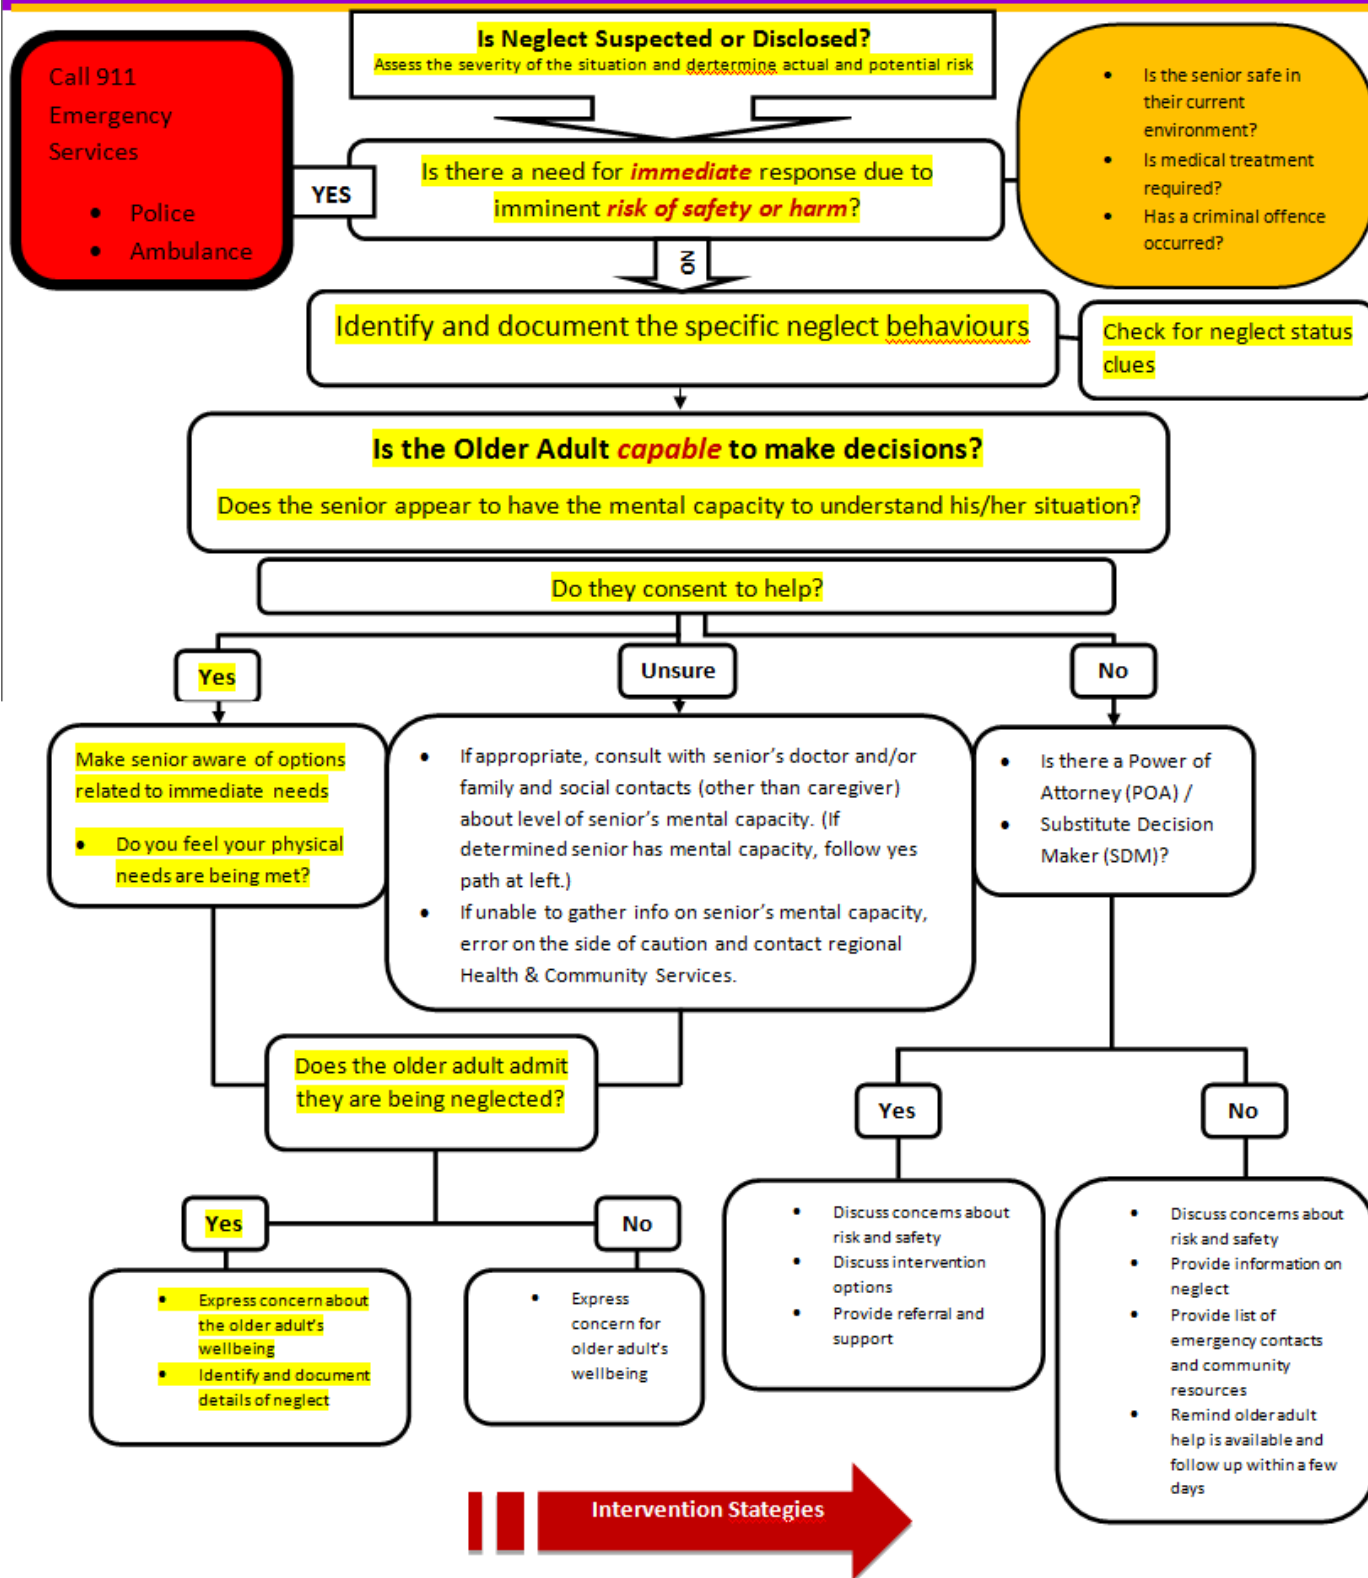 Is Neglect Suspected or Disclosed?
Assess the severity of the situation and dertermine actual and potential risk
Call 911
Emergency
Services
• Police
• Ambulance
YES
Is there a need for immediate response due to
imminent risk of safety or harm?
• Is the senior safe in
their current
environment?
• Is medical treatment
required?
• Has a criminal offence
occurred?
NO
Identify and document the specific neglect behaviours
Check for neglect status
clues
Is the Older Adult capable to make decisions?
Does the senior appear to have the mental capacity to understand his/her situation?
Do they consent to help?
Yes
Unsure
No
Make senior aware of options
related to immediate needs
• Do you feel your physical
needs are being met?
• If appropriate, consult with senior's doctor and/or
family and social contacts (other than caregiver)
about level of senior's mental capacity. (If
determined senior has mental capacity, follow yes
path at left.)
• If unable to gather info on senior's mental capacity,
error on the side of caution and contact regional
Health & Community Services.
• Is there a Power of
Attorney (POA) /
• Substitute Decision
Maker (SDM)?
Does the older adult admit
they are being neglected?
Yes
No
Yes
No
• Express concern about
the older adult's
wellbeing
• Identify and document
details of neglect
• Express
concern for
older adult's
wellbeing
• Discuss concerns about
risk and safety
• Discuss intervention
options
• Provide referral and
support
• Discuss concerns about
risk and safety
• Provide information on
neglect
• Provide list of
emergency contacts
and community
resources
• Remind older adult
help is available and
follow up within a few
days
Intervention Stategies